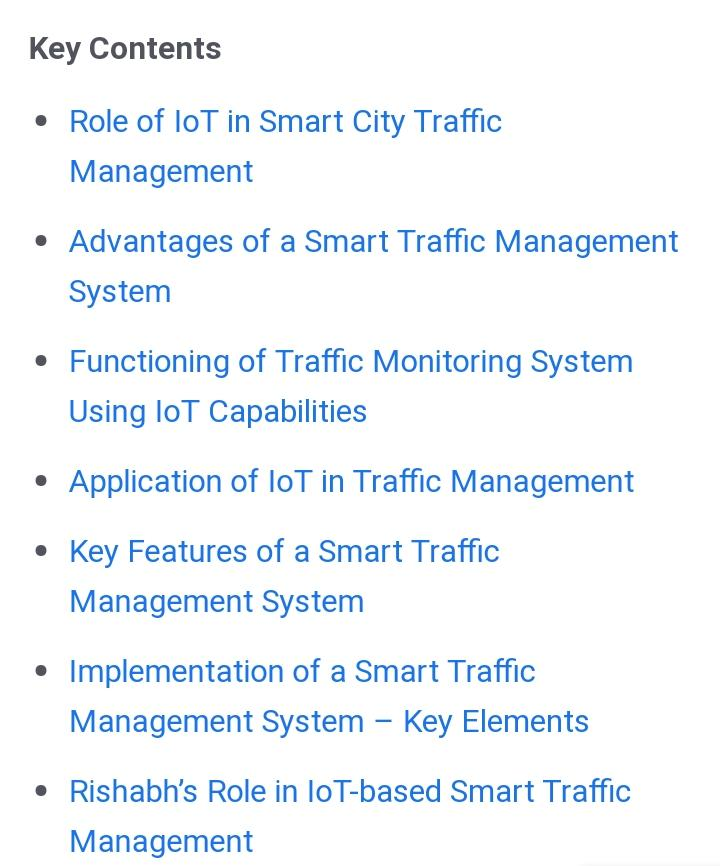 Key Contents
Role of IoT in Smart City Traffic
Management
Advantages of a Smart Traffic Management
System
Functioning of Traffic Monitoring System
Using IoT Capabilities
Application of IoT in Traffic Management
Key Features of a Smart Traffic
Management System
Implementation of a Smart Traffic
Management System – Key Elements
Rishabh’s Role in IoT-based Smart Traffic
Management